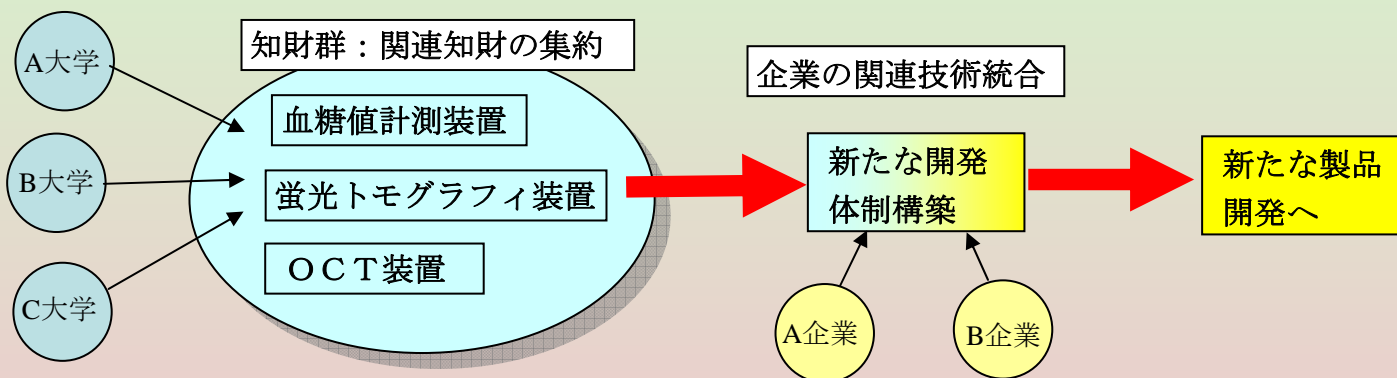 A大学
B大学
C大学
知財群：関連知財の集約
血糖値計測装置
蛍光トモグラフィ装置
ＯＣＴ装置
企業の関連技術統合
新たな開発
体制構築
A企業
B企業
新たな製品
開発へ